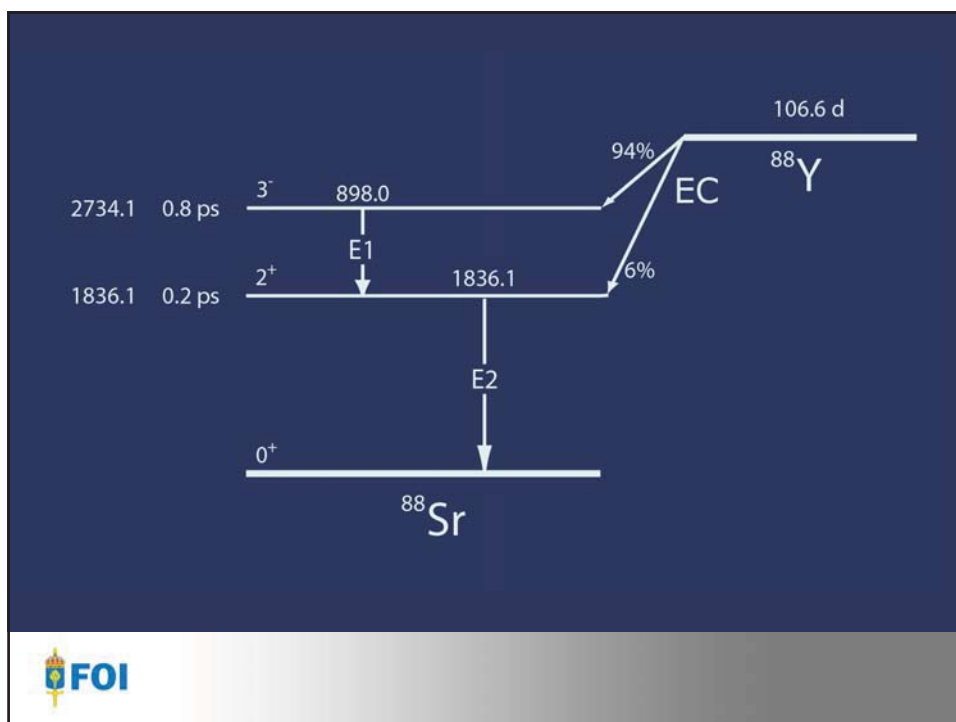 106.6 d
94%
⁸⁸Y
EC
3⁻
898.0
2734.1 0.8 ps
E1
6%
2⁺
1836.1
1836.1 0.2 ps
E2
0⁺
⁸⁸Sr
FOI